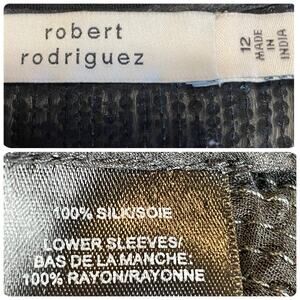 robert
rodriguez
12
MADE
IN
INDIA
100% SILK/SOIE
LOWER SLEEVES/
BAS DE LA MANCHE:
100% RAYON/RAYONNE